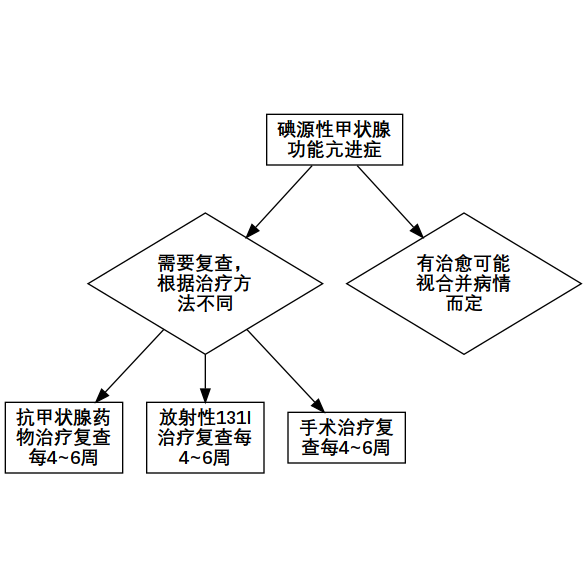 碘源性甲状腺
功能亢进症
需要复查，
根据治疗方
法不同
有治愈可能
视合并病情
而定
抗甲状腺药
物治疗复查
每4~6周
放射性131I
治疗复查每
4~6周
手术治疗复
查每4~6周